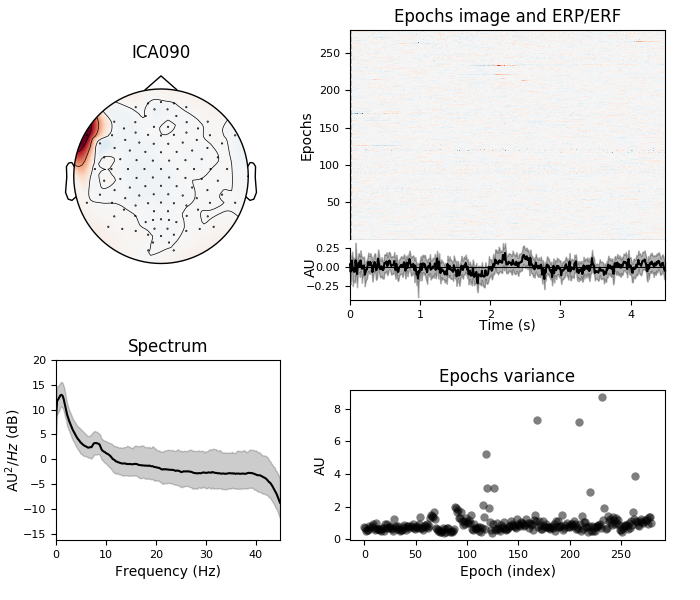 ICA090
Epochs image and ERP/ERF
Epochs
250
200
150
100
50
AU
0.25
0.00
−0.25
0 1 2 3 4
Time (s)
Spectrum
AU²/Hz (dB)
20
15
10
5
0
−5
−10
−15
0 10 20 30 40
Frequency (Hz)
Epochs variance
AU
8
6
4
2
0
0 50 100 150 200 250
Epoch (index)